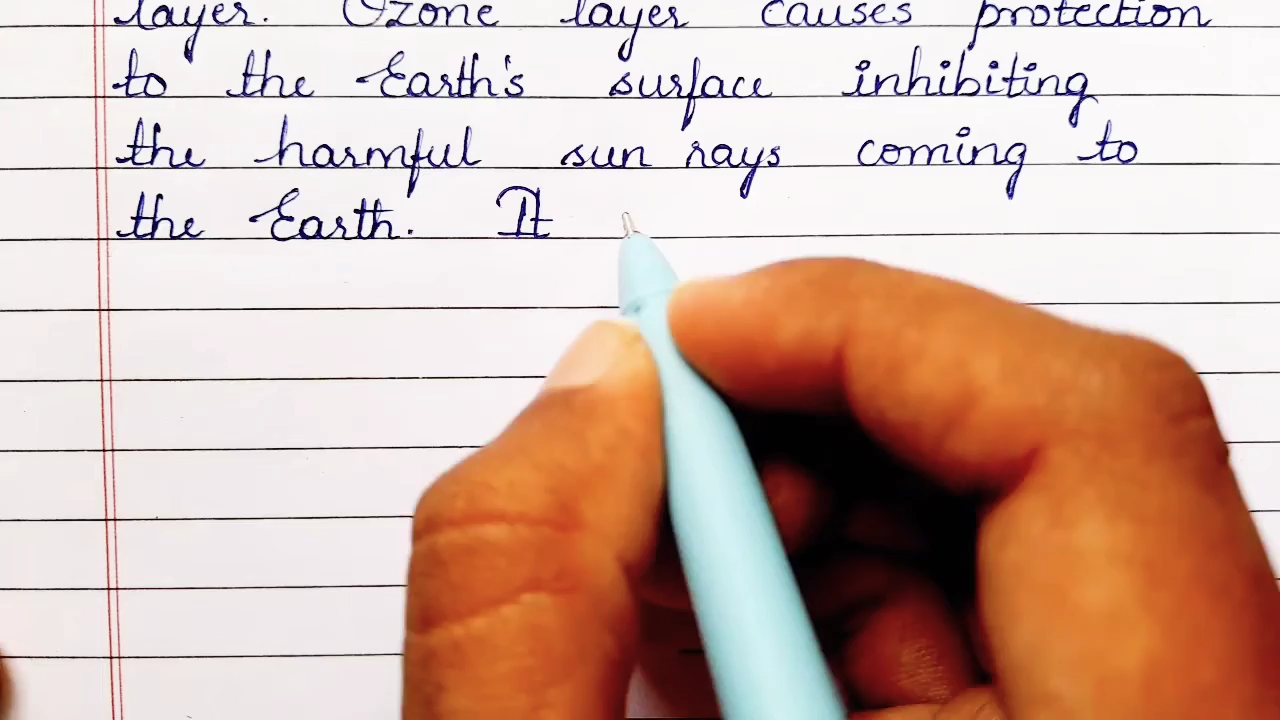 layer. Ozone layer causes protection
to the Earth's surface inhibiting
the harmful sun rays coming to
the Earth. It